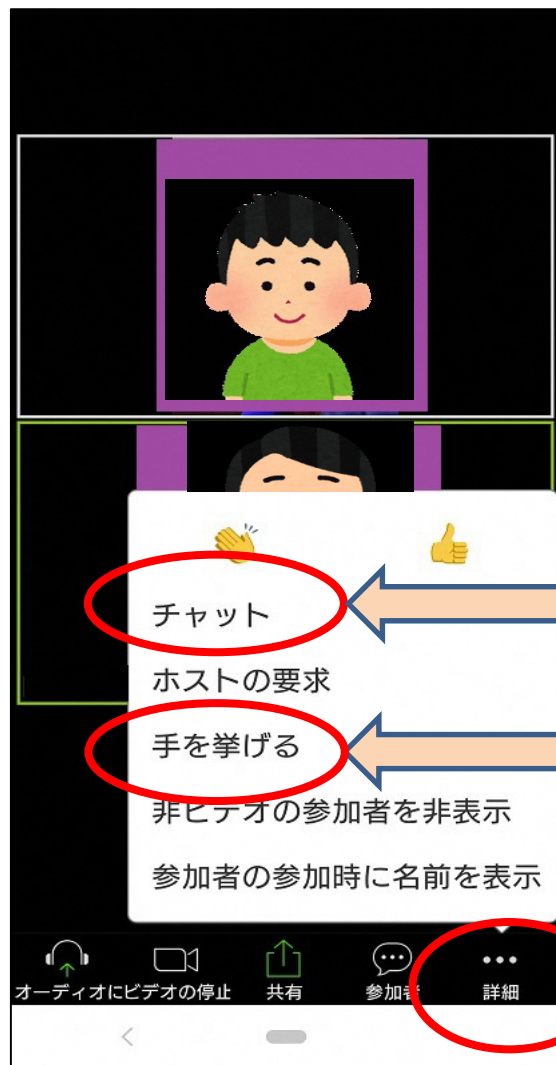 チャット
ホストの要求
手を挙げる
非ビデオの参加者を非表示
参加者の参加時に名前を表示
オーディオに ビデオの停止 共有 参加者 詳細